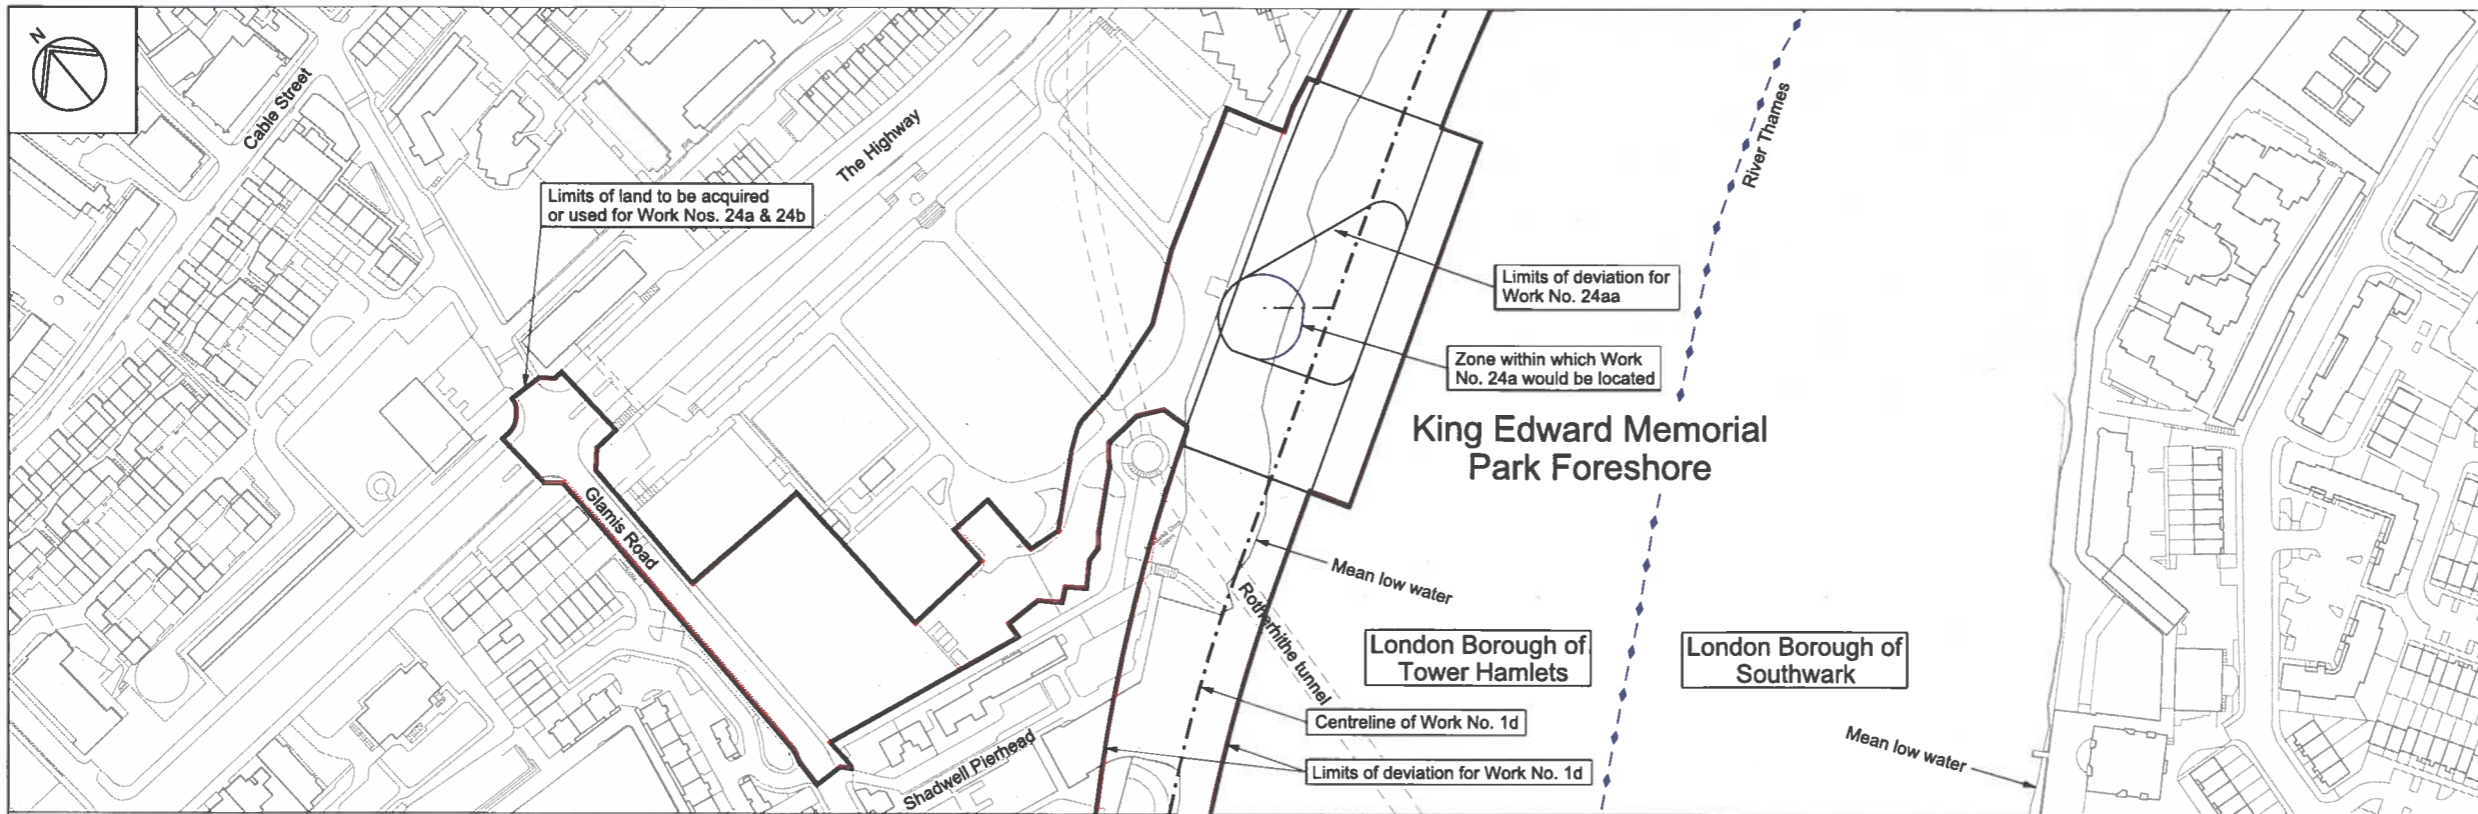 N
Cable Street
The Highway
Limits of land to be acquired
or used for Work Nos. 24a & 24b
River Thames
Limits of deviation for
Work No. 24aa
Zone within which Work
No. 24a would be located
King Edward Memorial
Park Foreshore
Glamis Road
Mean low water
Rotherhithe tunnel
London Borough of
Tower Hamlets
London Borough of
Southwark
Centreline of Work No. 1d
Limits of deviation for Work No. 1d
Shadwell Pierhead
Mean low water